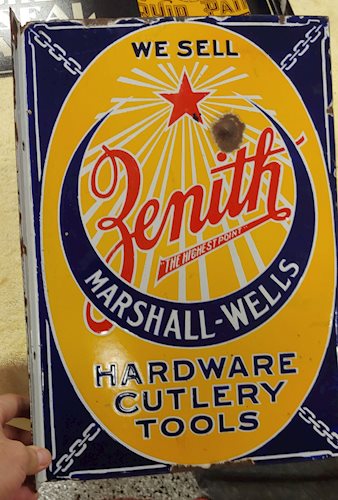 WE SELL
Zenith
"THE HIGHEST POINT"
MARSHALL-WELLS
HARDWARE
CUTLERY
TOOLS